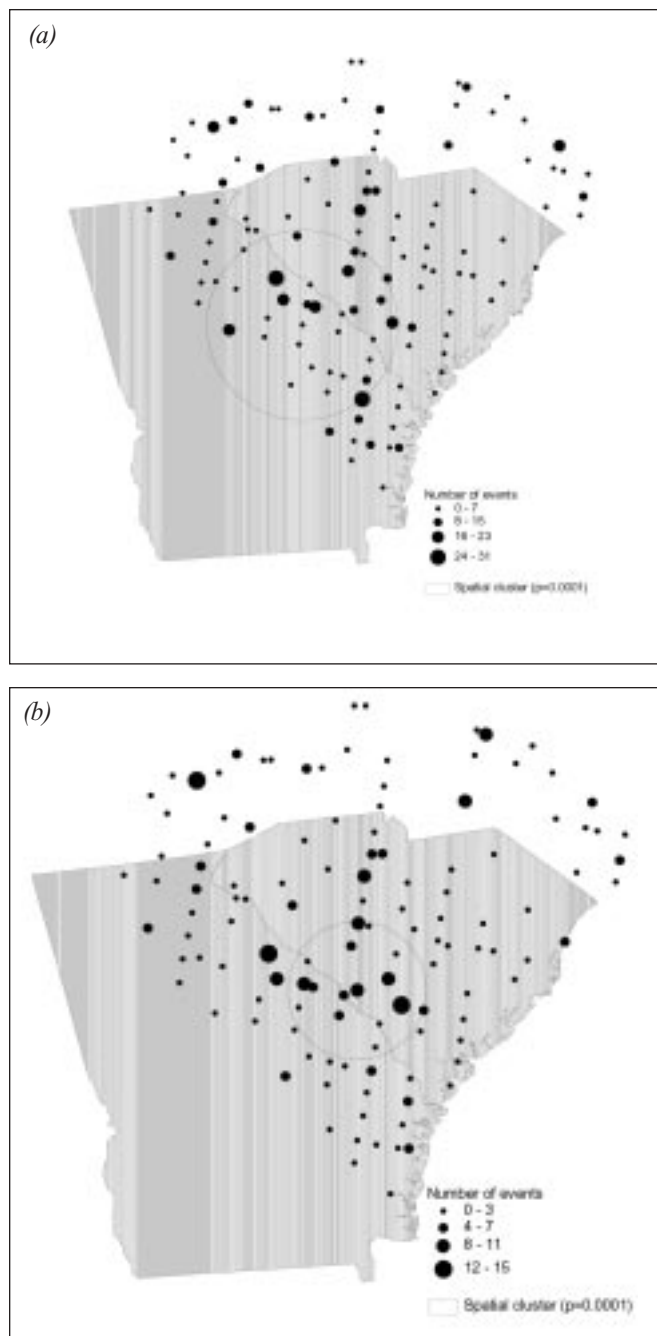 (a)
Number of events
0 - 7
8 - 15
16 - 23
24 - 31
Spatial cluster (p=0.0001)
(b)
Number of events
0 - 3
4 - 7
8 - 11
12 - 15
Spatial cluster (p=0.0001)